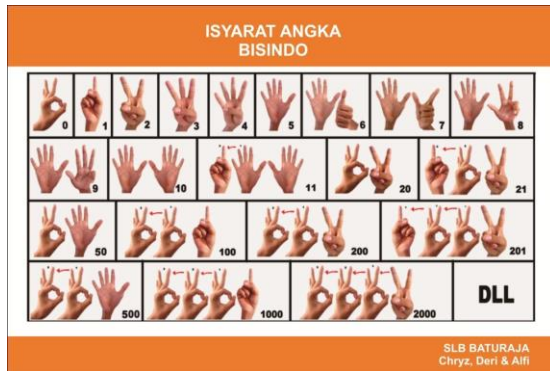 ISYARAT ANGKA
BISINDO
0 1 2 3 4 5 6 7 8
9 10 11 20 21
50 100 200 201
500 1000 2000 DLL
SLB BATURAJA
Chryz, Deri & Alfi